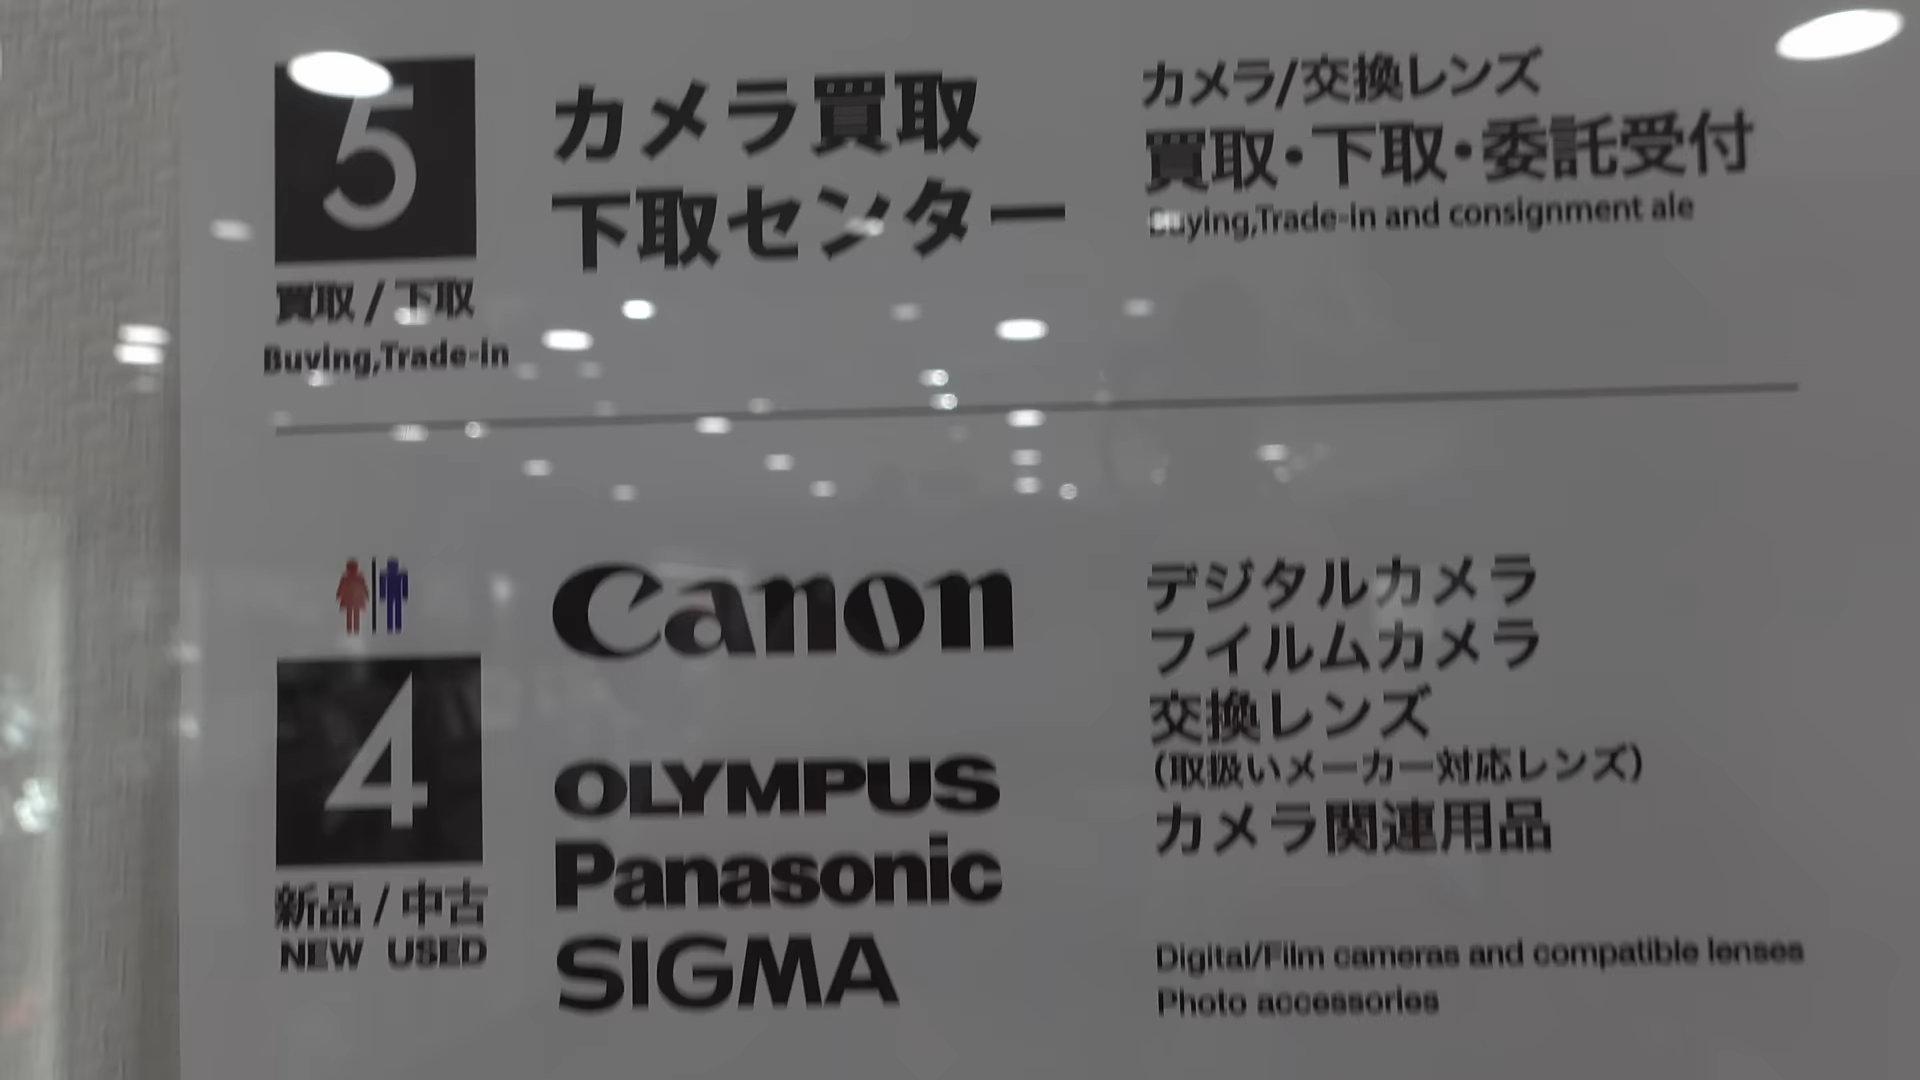 5
買取 / 下取
Buying,Trade-in
カメラ買取
下取センター
カメラ/交換レンズ
買取・下取・委託受付
Buying,Trade-in and consignment ale
4
新品 / 中古
NEW USED
Canon
OLYMPUS
Panasonic
SIGMA
デジタルカメラ
フイルムカメラ
交換レンズ
(取扱いメーカー対応レンズ)
カメラ関連用品
Digital/Film cameras and compatible lenses
Photo accessories